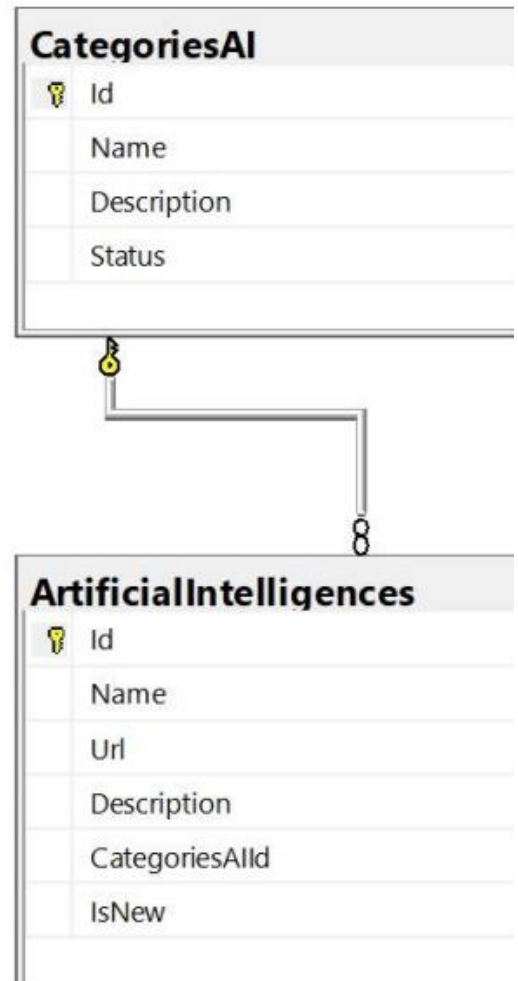 CategoriesAI
Id
Name
Description
Status
ArtificialIntelligences
Id
Name
Url
Description
CategoriesAIId
IsNew